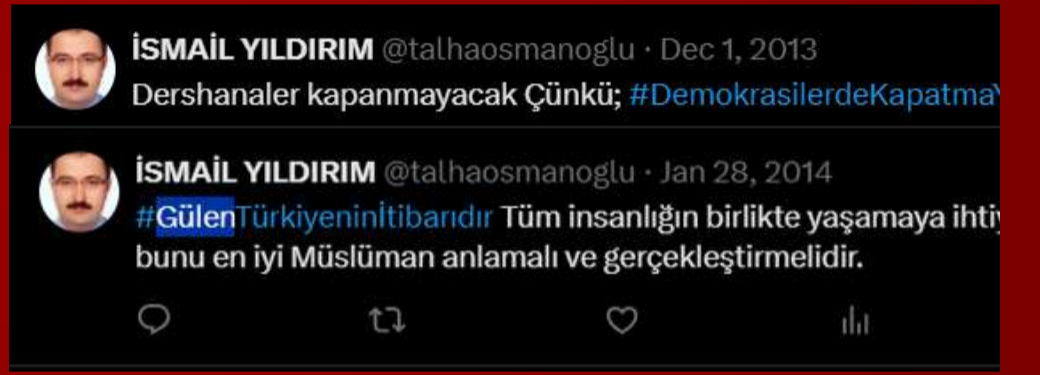 İSMAİL YILDIRIM @talhaosmanoglu · Dec 1, 2013
Dershanaler kapanmayacak Çünkü; #DemokrasilerdeKapatma
İSMAİL YILDIRIM @talhaosmanoglu · Jan 28, 2014
#GülenTürkiyeninİtibarıdır Tüm insanlığın birlikte yaşamaya
bunu en iyi Müslüman anlamalı ve gerçekleştirmelidir.